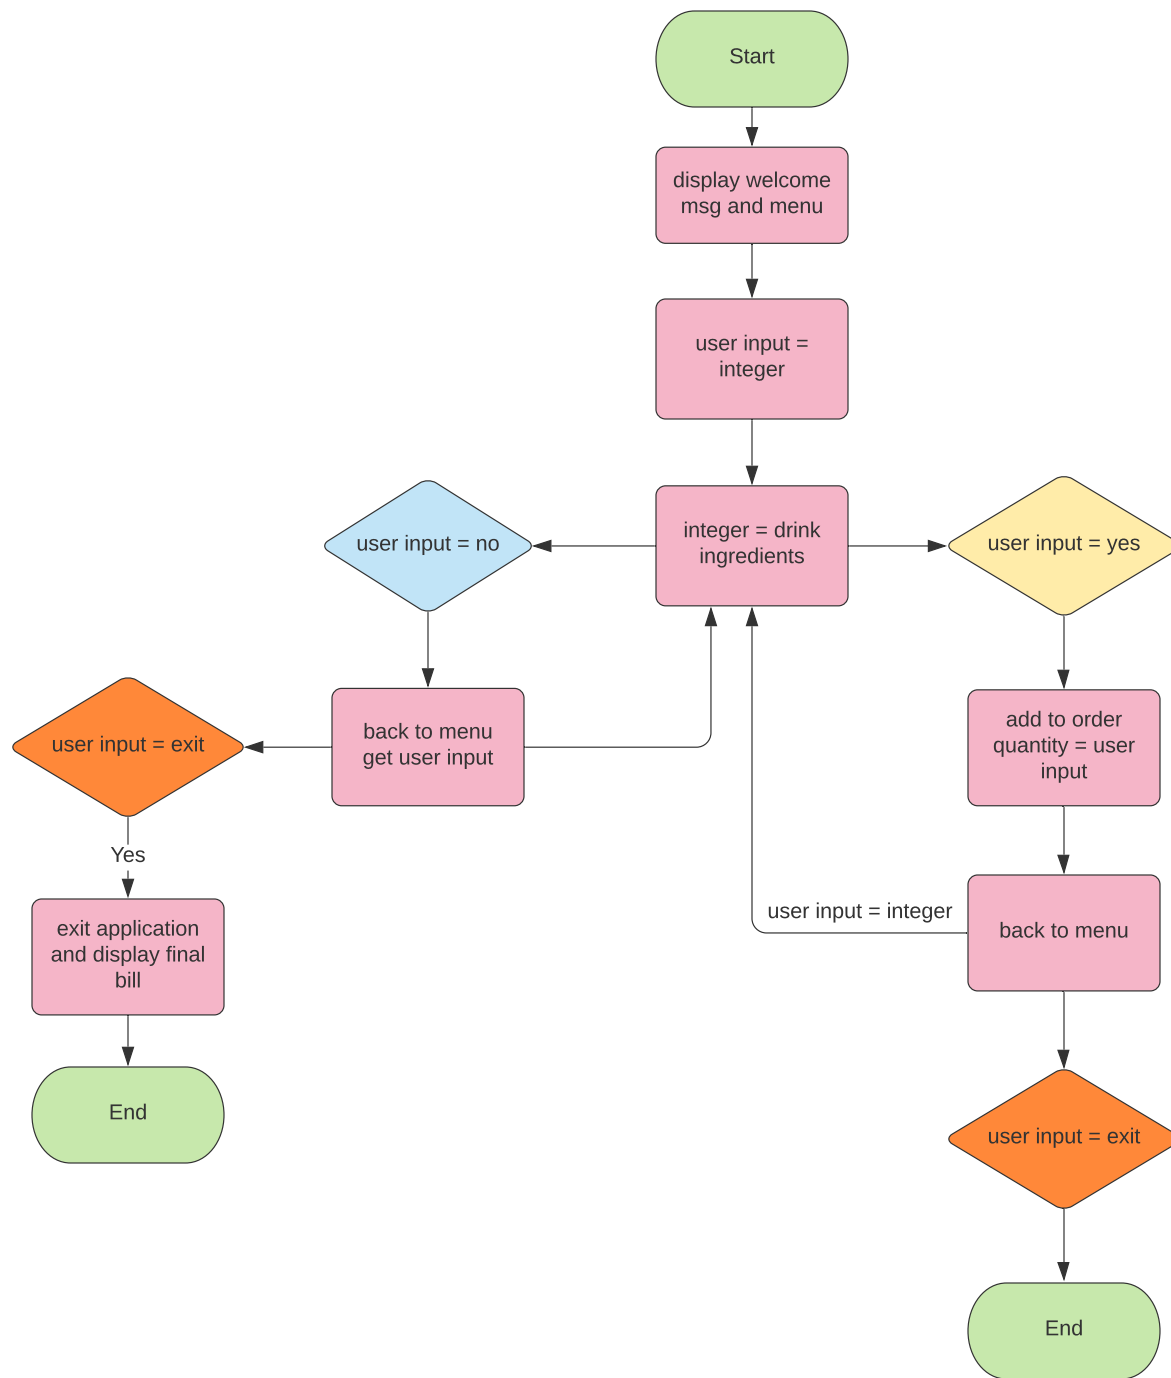 Start
display welcome
msg and menu
user input =
integer
user input = no
integer = drink
ingredients
user input = yes
user input = exit
back to menu
get user input
add to order
quantity = user
input
Yes
exit application
and display final
bill
user input = integer
back to menu
End
user input = exit
End